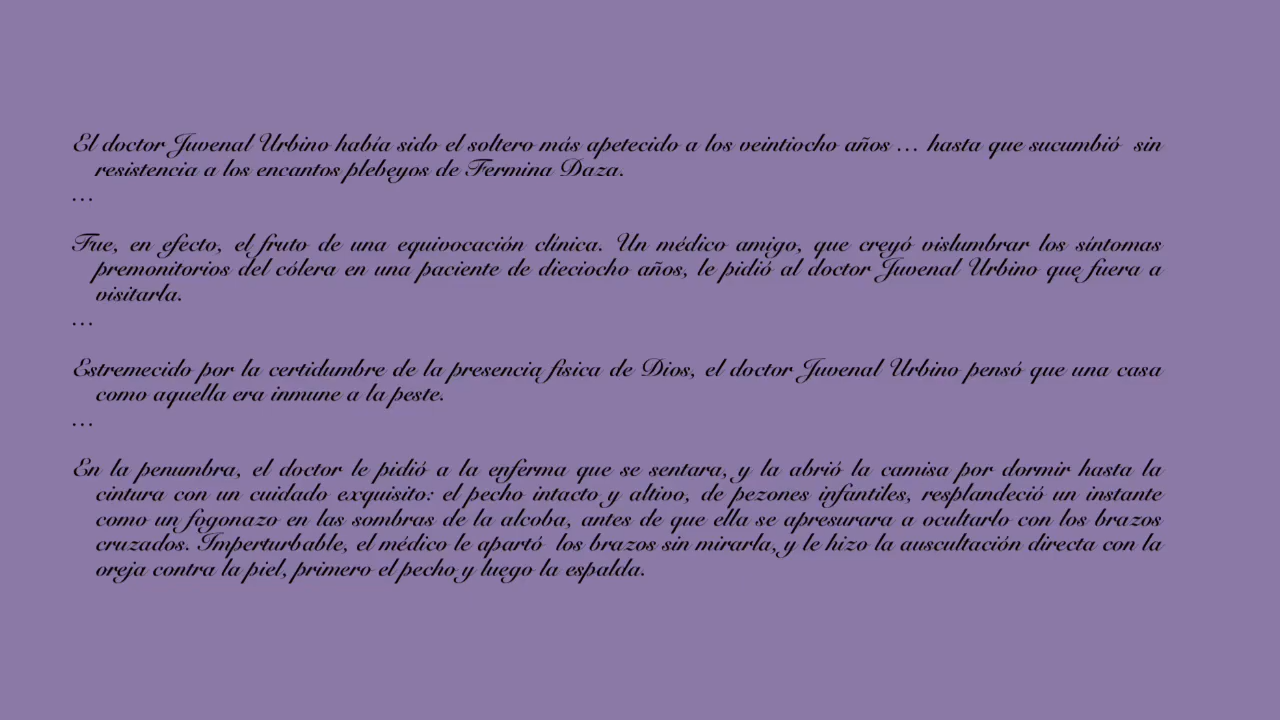 El doctor Juvenal Urbino había sido el soltero más apetecido a los veintiocho años … hasta que sucumbió sin
resistencia a los encantos plebeyos de Fermina Daza.
…
Fue, en efecto, el fruto de una equivocación clínica. Un médico amigo, que creyó vislumbrar los síntomas
premonitorios del cólera en una paciente de dieciocho años, le pidió al doctor Juvenal Urbino que fuera a
visitarla.
…
Estremecido por la certidumbre de la presencia física de Dios, el doctor Juvenal Urbino pensó que una casa
como aquella era inmune a la peste.
…
En la penumbra, el doctor le pidió a la enferma que se sentara, y la abrió la camisa por dormir hasta la
cintura con un cuidado exquisito: el pecho intacto y altivo, de pezones infantiles, resplandeció un instante
como un fogonazo en las sombras de la alcoba, antes de que ella se apresurara a ocultarlo con los brazos
cruzados. Imperturbable, el médico le apartó los brazos sin mirarla, y le hizo la auscultación directa con la
oreja contra la piel, primero el pecho y luego la espalda.